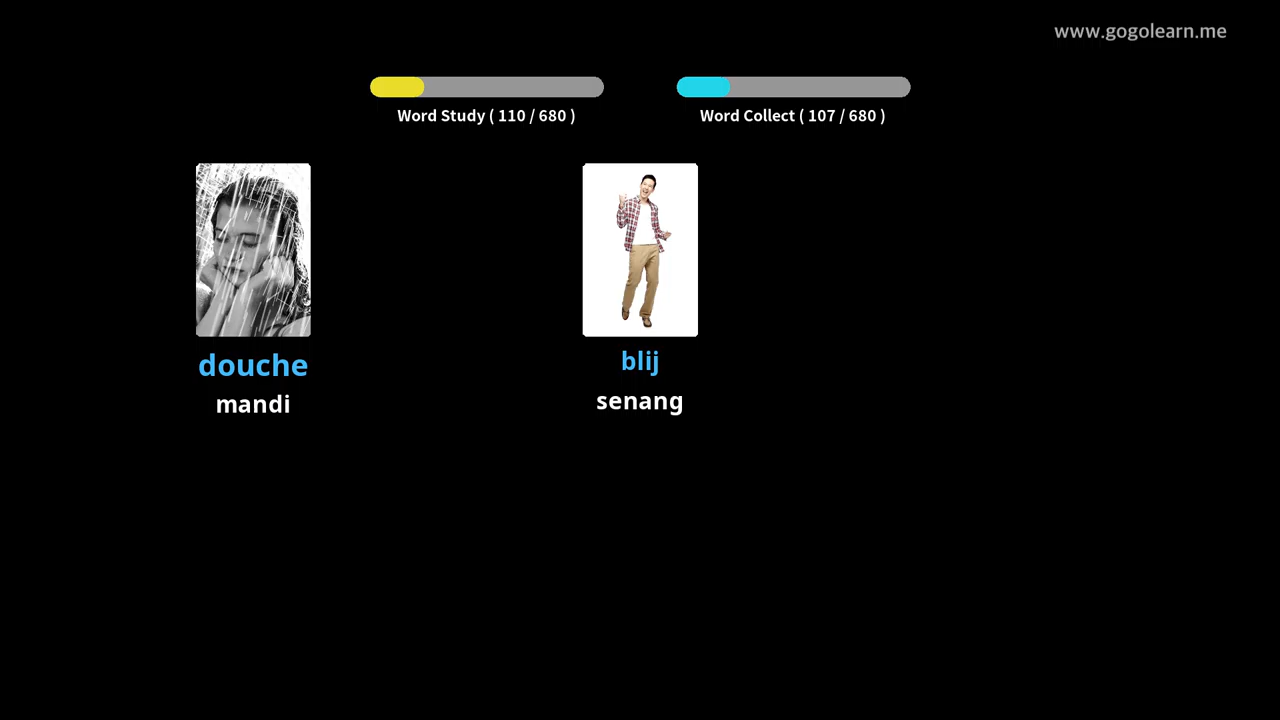 www.gogolearn.me
Word Study ( 110 / 680 )
Word Collect ( 107 / 680 )
douche
mandi
blij
senang